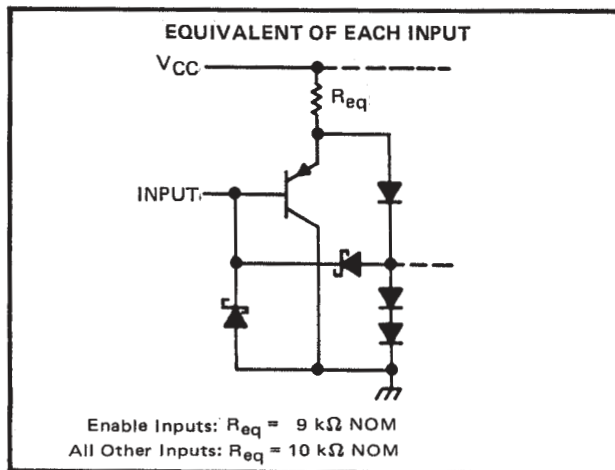 EQUIVALENT OF EACH INPUT
VCC
Req
INPUT
Enable Inputs: Req = 9 kΩ NOM
All Other Inputs: Req = 10 kΩ NOM